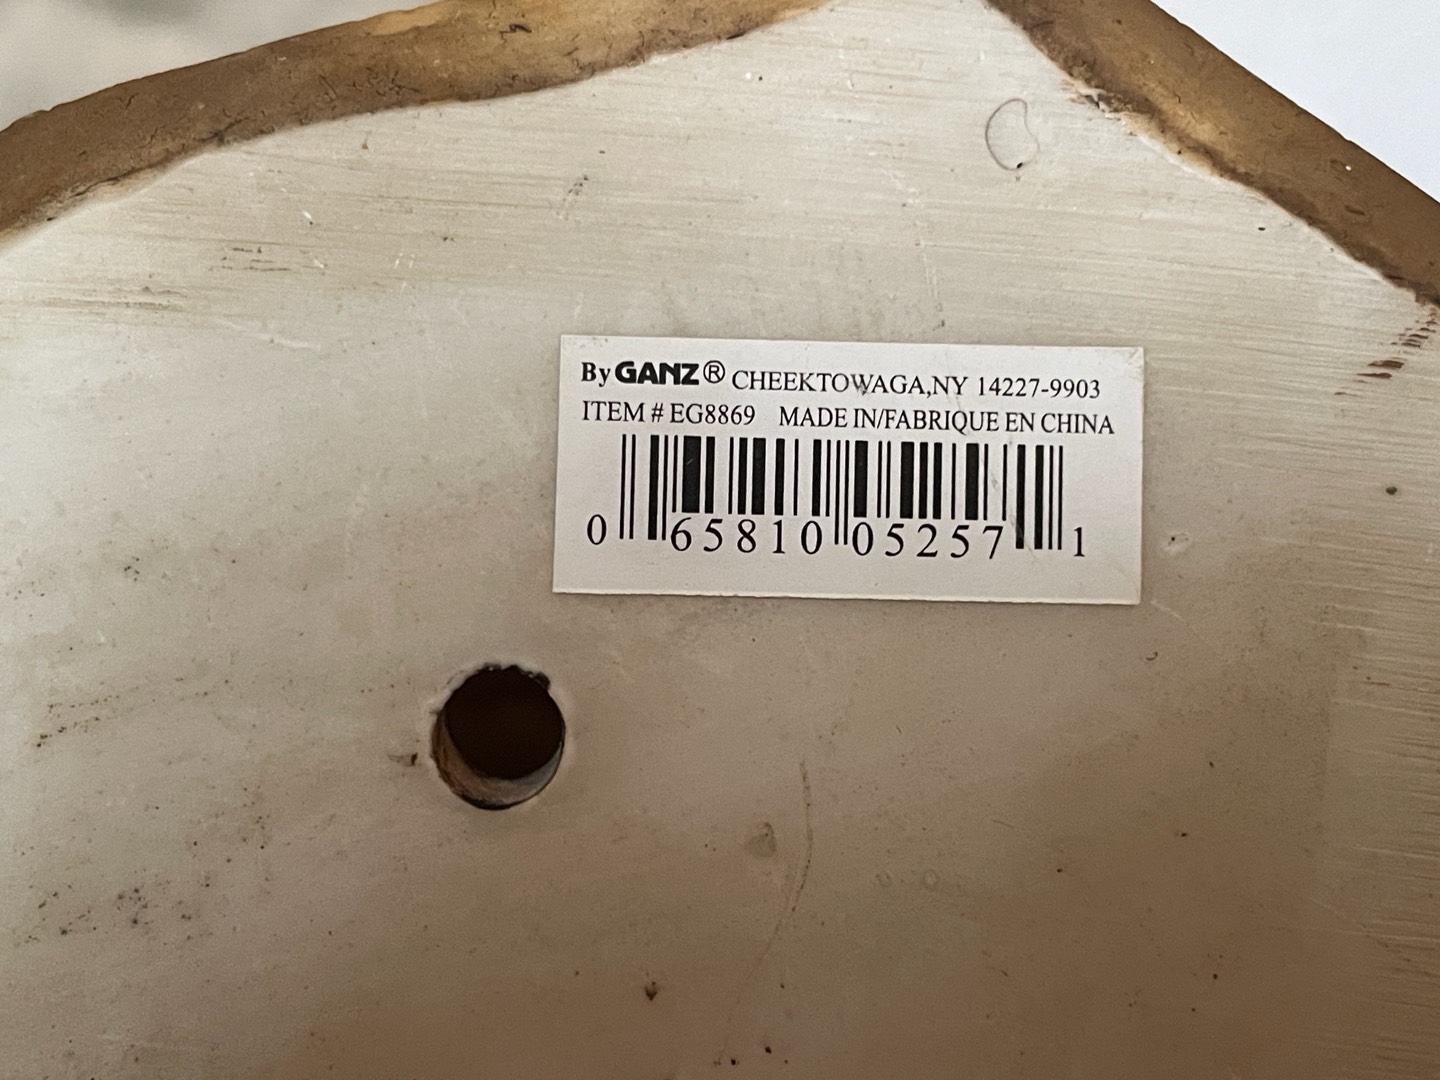 By GANZ® CHEEKTOWAGA,NY 14227-9903
ITEM # EG8869 MADE IN/FABRIQUE EN CHINA
0 65810 05257 1